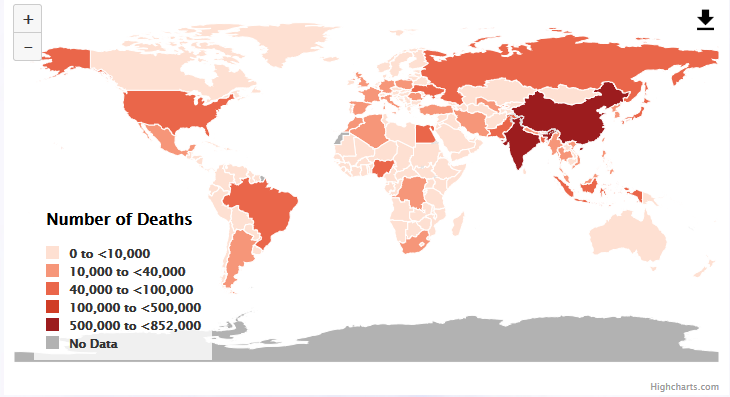 +
−
Number of Deaths
0 to <10,000
10,000 to <40,000
40,000 to <100,000
100,000 to <500,000
500,000 to <852,000
No Data
Highcharts.com